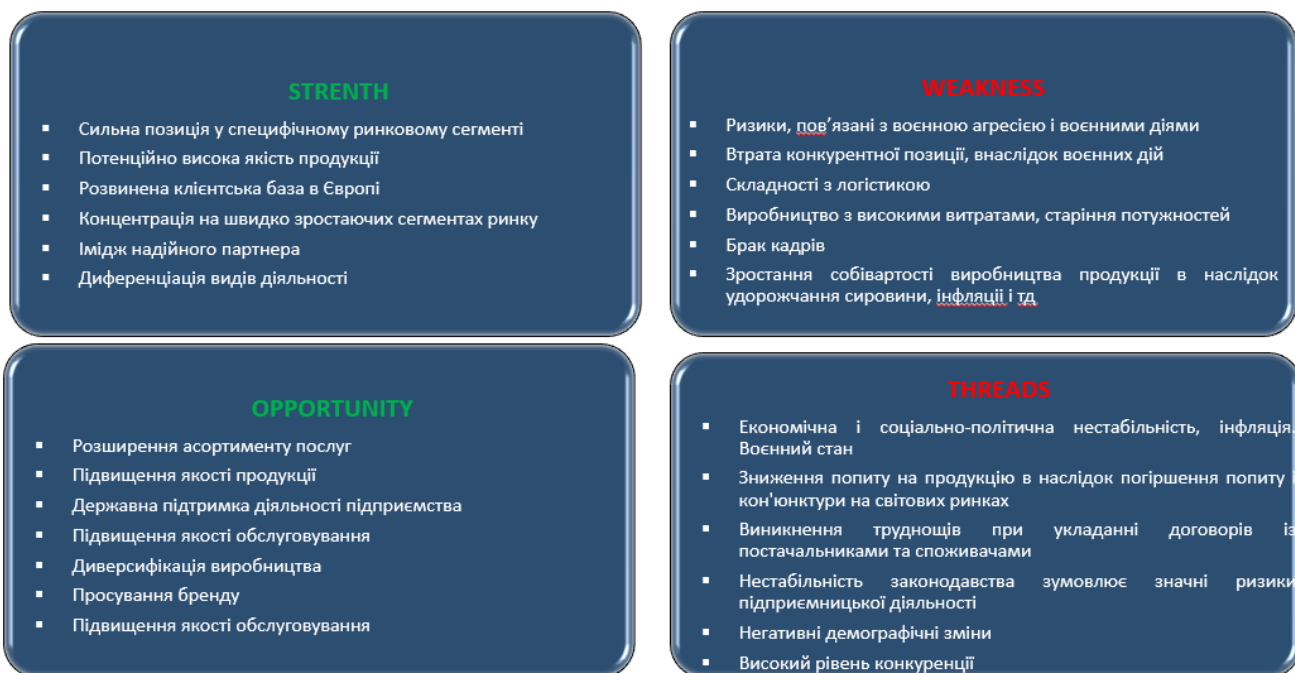 STRENTH
▪ Сильна позиція у специфічному ринковому сегменті
▪ Потенційно висока якість продукції
▪ Розвинена клієнтська база в Європі
▪ Концентрація на швидко зростаючих сегментах ринку
▪ Імідж надійного партнера
▪ Диференціація видів діяльності
WEAKNESS
▪ Ризики, пов’язані з воєнною агресією і воєнними діями
▪ Втрата конкурентної позиції, внаслідок воєнних дій
▪ Складності з логістикою
▪ Виробництво з високими витратами, старіння потужностей
▪ Брак кадрів
▪ Зростання собівартості виробництва продукції в наслідок
удорожчання сировини, інфляціі і тд
OPPORTUNITY
▪ Розширення асортименту послуг
▪ Підвищення якості продукції
▪ Державна підтримка діяльності підприємства
▪ Підвищення якості обслуговування
▪ Диверсифікація виробництва
▪ Просування бренду
▪ Підвищення якості обслуговування
THREADS
▪ Економічна і соціально-політична нестабільність, інфляція.
Воєнний стан
▪ Зниження попиту на продукцію в наслідок погіршення попиту і
кон'юнктури на світових ринках
▪ Виникнення труднощів при укладанні договорів із
постачальниками та споживачами
▪ Нестабільність законодавства зумовлює значні ризики
підприємницької діяльності
▪ Негативні демографічні зміни
▪ Високий рівень конкуренції